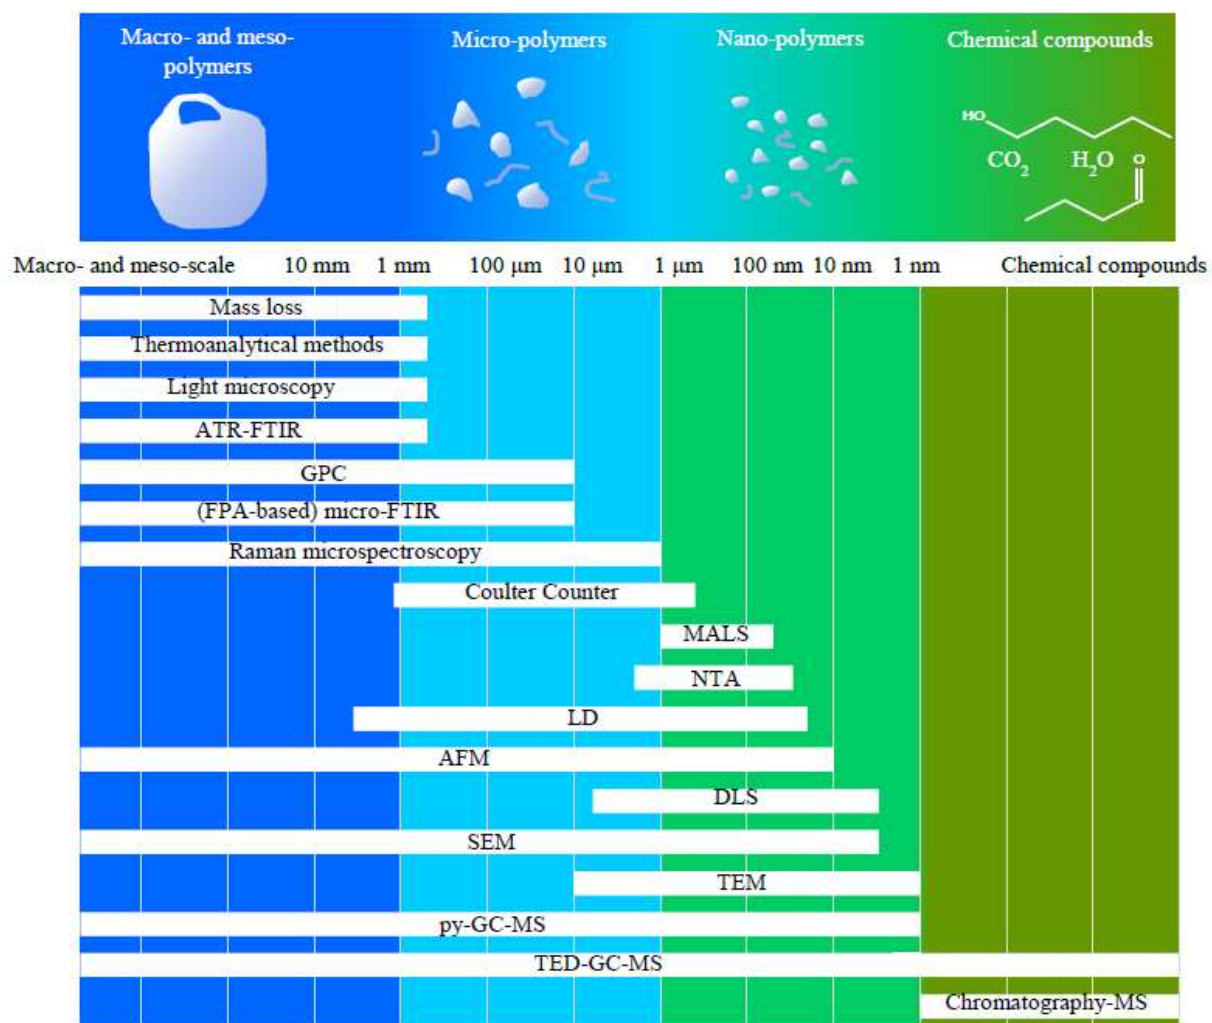 Macro- and meso-
polymers
Micro-polymers
Nano-polymers
Chemical compounds
HO
CO2 H2O O
Macro- and meso-scale 10 mm 1 mm 100 μm 10 μm 1 μm 100 nm 10 nm 1 nm Chemical compounds
Mass loss
Thermoanalytical methods
Light microscopy
ATR-FTIR
GPC
(FPA-based) micro-FTIR
Raman microspectroscopy
Coulter Counter
MALS
NTA
LD
AFM
DLS
SEM
TEM
py-GC-MS
TED-GC-MS
Chromatography-MS